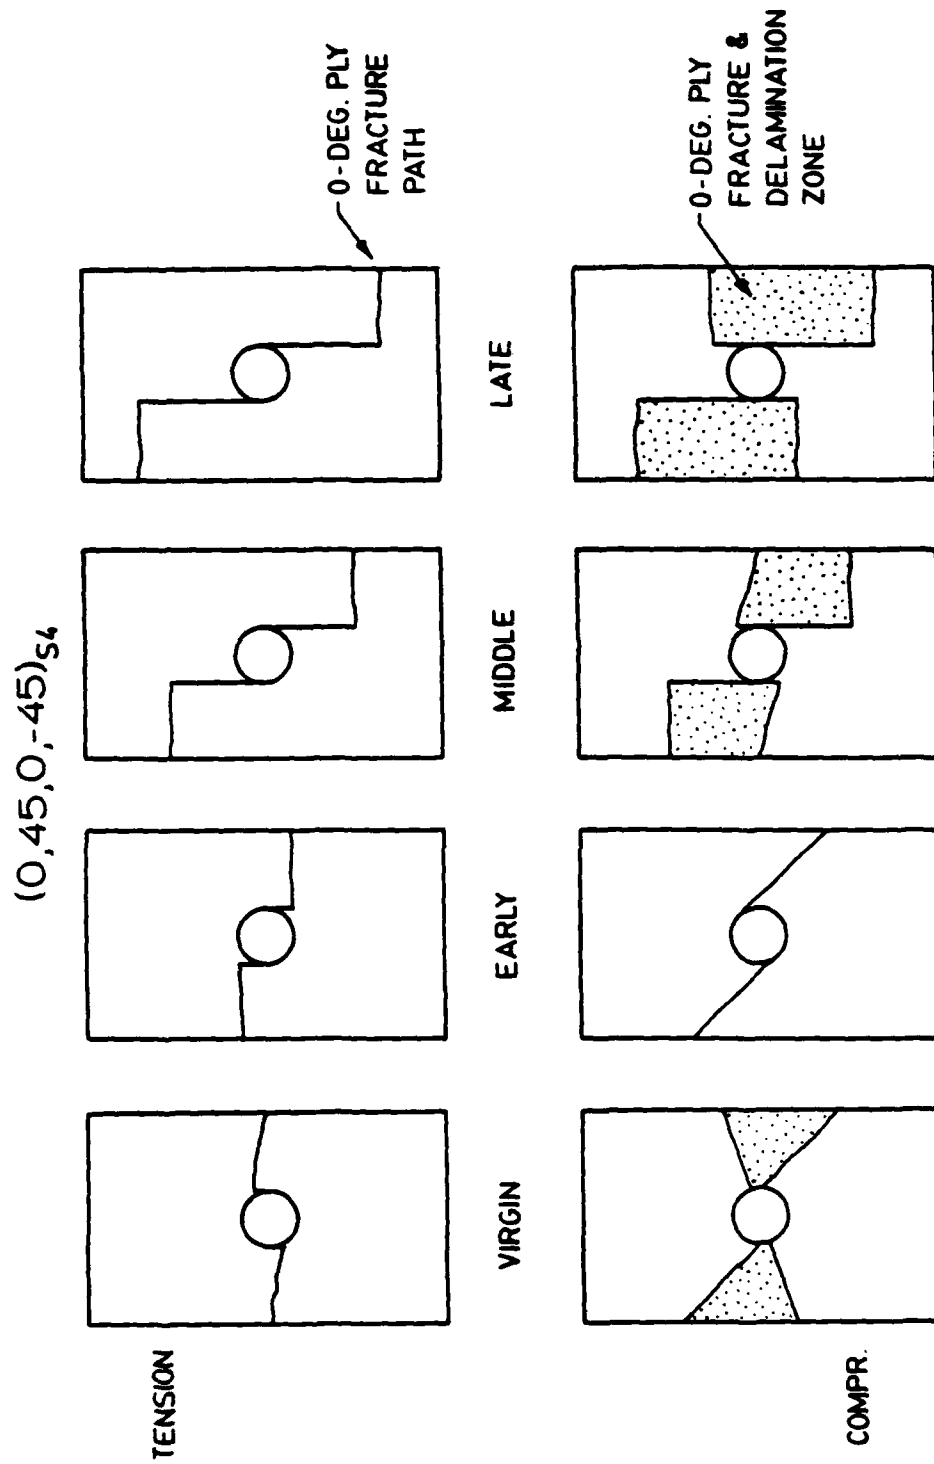 (0,45,0,-45)S4
TENSION
0-DEG. PLY
FRACTURE
PATH
VIRGIN
EARLY
MIDDLE
LATE
COMPR.
0-DEG. PLY
FRACTURE &
DELAMINATION
ZONE